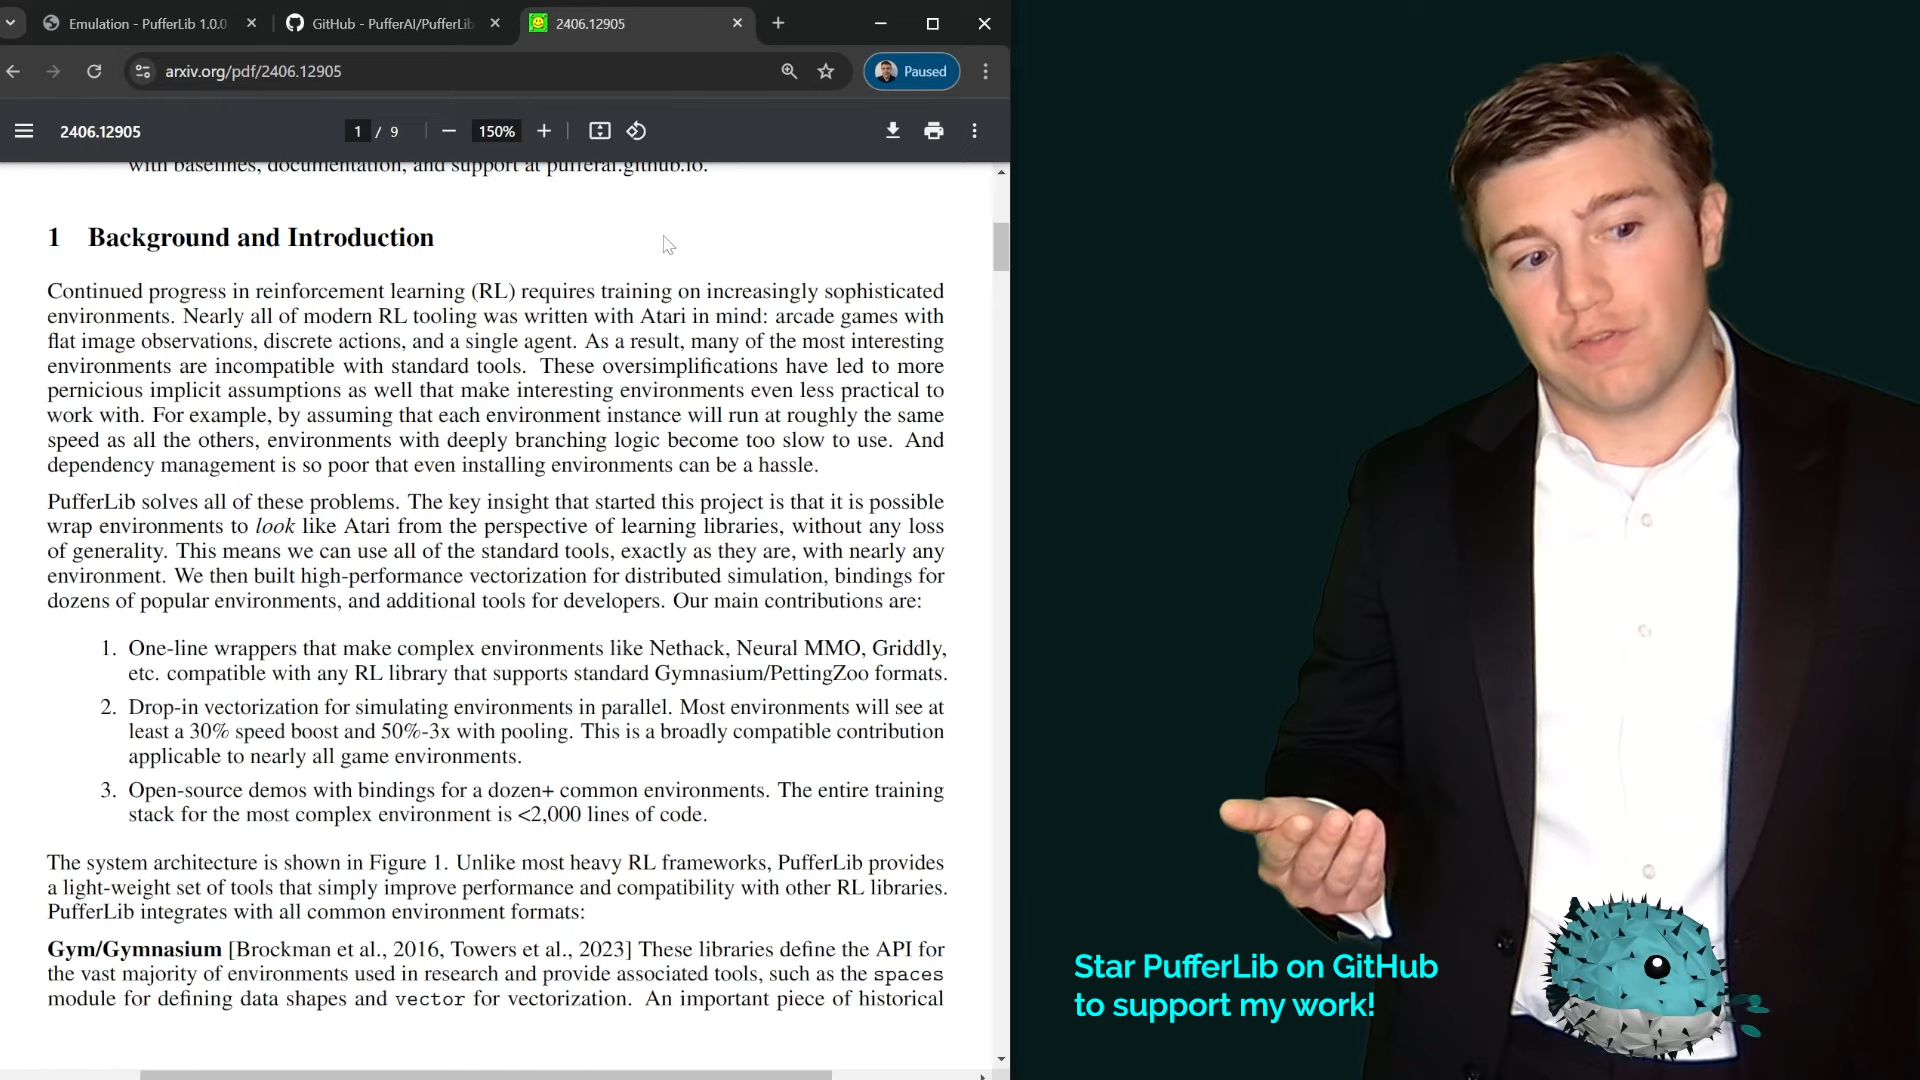 Emulation - PufferLib 1.0.0
GitHub - PufferAI/PufferLib
2406.12905
arxiv.org/pdf/2406.12905
Paused
2406.12905
1 / 9
150%
with baselines, documentation, and support at pufferai.github.io.
1 Background and Introduction
Continued progress in reinforcement learning (RL) requires training on increasingly sophisticated
environments. Nearly all of modern RL tooling was written with Atari in mind: arcade games with
flat image observations, discrete actions, and a single agent. As a result, many of the most interesting
environments are incompatible with standard tools. These oversimplifications have led to more
pernicious implicit assumptions as well that make interesting environments even less practical to
work with. For example, by assuming that each environment instance will run at roughly the same
speed as all the others, environments with deeply branching logic become too slow to use. And
dependency management is so poor that even installing environments can be a hassle.
PufferLib solves all of these problems. The key insight that started this project is that it is possible
wrap environments to look like Atari from the perspective of learning libraries, without any loss
of generality. This means we can use all of the standard tools, exactly as they are, with nearly any
environment. We then built high-performance vectorization for distributed simulation, bindings for
dozens of popular environments, and additional tools for developers. Our main contributions are:
1. One-line wrappers that make complex environments like Nethack, Neural MMO, Griddly,
etc. compatible with any RL library that supports standard Gymnasium/PettingZoo formats.
2. Drop-in vectorization for simulating environments in parallel. Most environments will see at
least a 30% speed boost and 50%-3x with pooling. This is a broadly compatible contribution
applicable to nearly all game environments.
3. Open-source demos with bindings for a dozen+ common environments. The entire training
stack for the most complex environment is <2,000 lines of code.
The system architecture is shown in Figure 1. Unlike most heavy RL frameworks, PufferLib provides
a light-weight set of tools that simply improve performance and compatibility with other RL libraries.
PufferLib integrates with all common environment formats:
Gym/Gymnasium [Brockman et al., 2016, Towers et al., 2023] These libraries define the API for
the vast majority of environments used in research and provide associated tools, such as the spaces
module for defining data shapes and vector for vectorization. An important piece of historical
Star PufferLib on GitHub
to support my work!